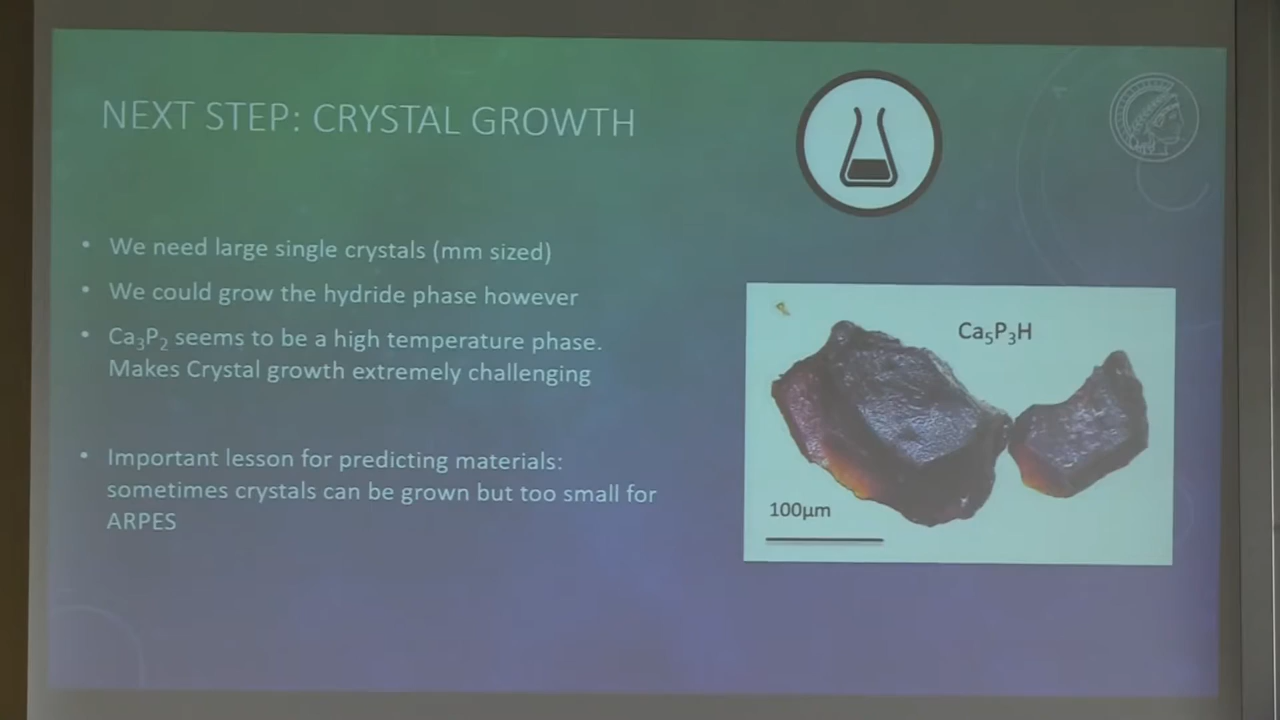 NEXT STEP: CRYSTAL GROWTH
• We need large single crystals (mm sized)
• We could grow the hydride phase however
• Ca₃P₂ seems to be a high temperature phase.
Makes Crystal growth extremely challenging
• Important lesson for predicting materials:
sometimes crystals can be grown but too small for
ARPES
Ca₅P₃H
100μm